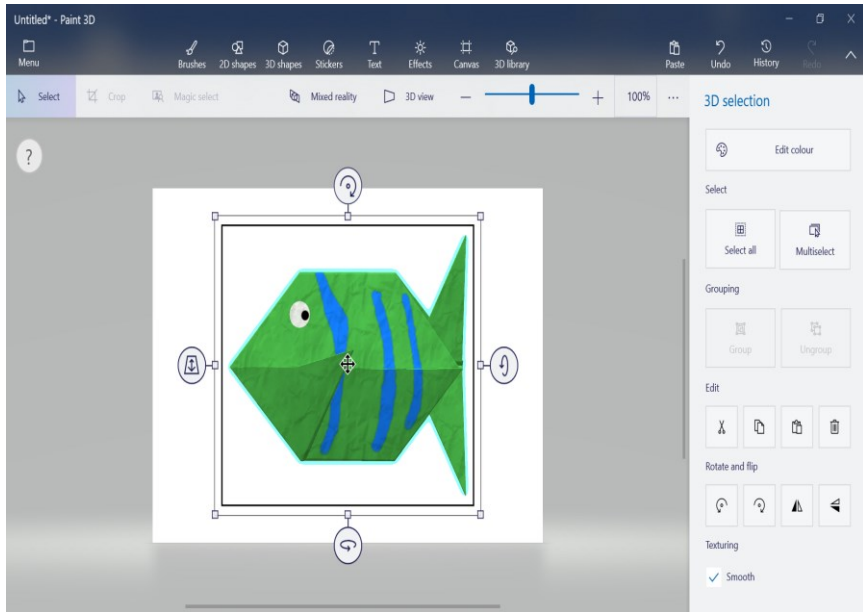 Untitled* - Paint 3D
Menu
Brushes 2D shapes 3D shapes Stickers Text Effects Canvas 3D library Paste Undo History Redo
Select Crop Magic select Mixed reality 3D view 100%
3D selection
?
Edit colour
Select
Select all Multiselect
Grouping
Group Ungroup
Edit
Rotate and flip
Texturing
Smooth